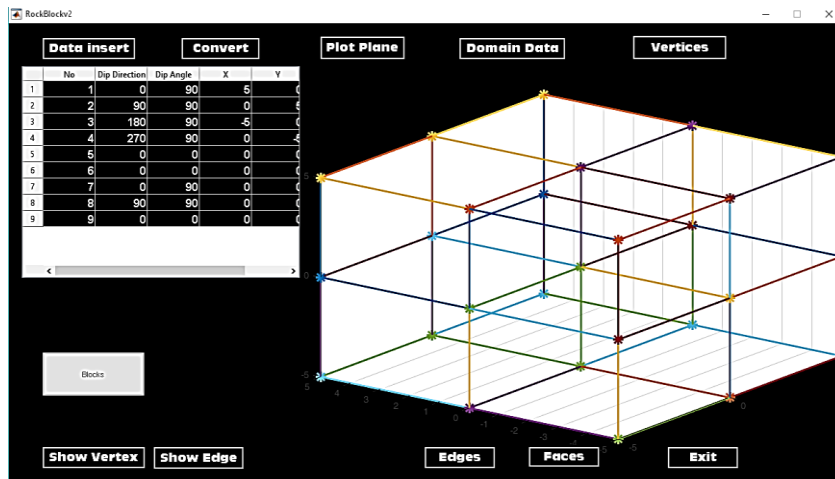 RockBlockv2
Data insert Convert Plot Plane Domain Data Vertices
No Dip Direction Dip Angle X Y
1 1 0 90 5 0
2 2 90 90 0 5
3 3 180 90 -5 0
4 4 270 90 0 -5
5 5 0 0 0 0
6 6 0 0 0 0
7 7 0 90 0 0
8 8 90 90 0 0
9 9 0 0 0 0
5
0
-5
5 4 3 2 1 0 -1 -2 -3 -4 -5
0
Blocks
Show Vertex Show Edge Edges Faces Exit